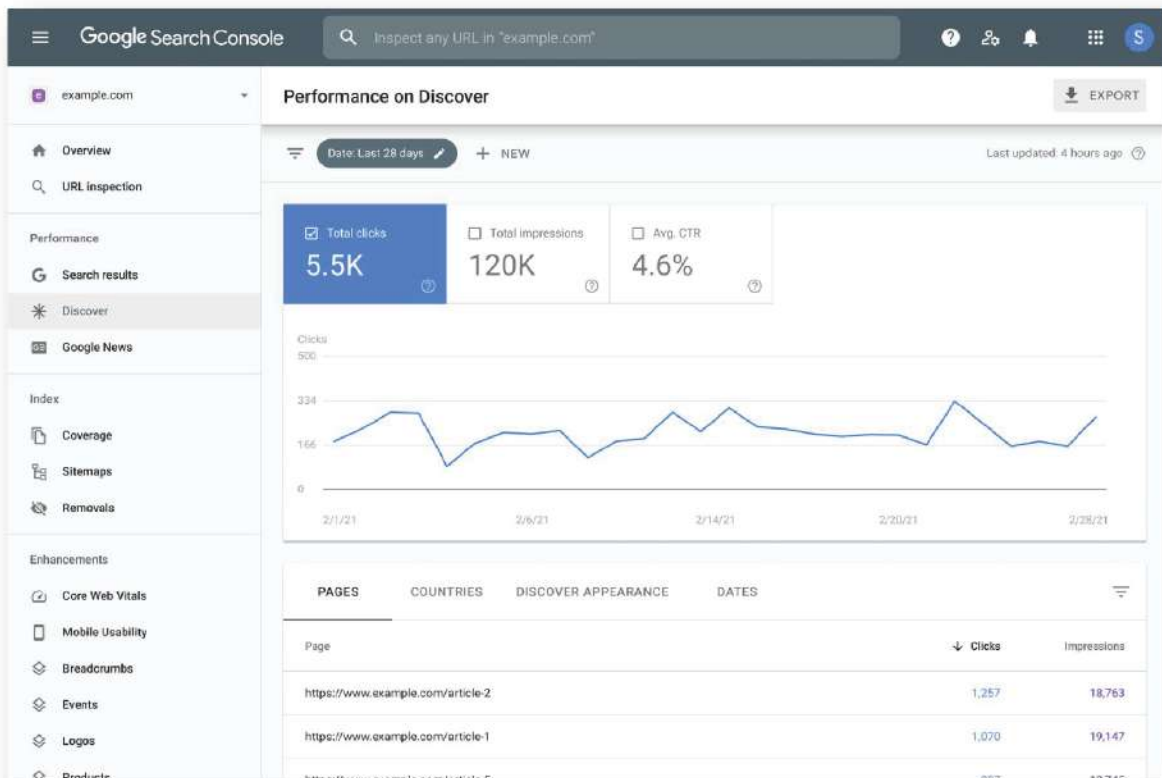 Google Search Console
Inspect any URL in "example.com"
S
example.com
Performance on Discover
EXPORT
Overview
URL inspection
Date: Last 28 days
+ NEW
Last updated: 4 hours ago
Performance
Search results
Discover
Google News
Total clicks
5.5K
Total impressions
120K
Avg. CTR
4.6%
Clicks
500
334
166
0
2/1/21 2/6/21 2/14/21 2/20/21 2/28/21
Index
Coverage
Sitemaps
Removals
Enhancements
Core Web Vitals
Mobile Usability
Breadcrumbs
Events
Logos
Products
PAGES COUNTRIES DISCOVER APPEARANCE DATES
Page Clicks Impressions
https://www.example.com/article-2 1,257 18,763
https://www.example.com/article-1 1,070 19,147